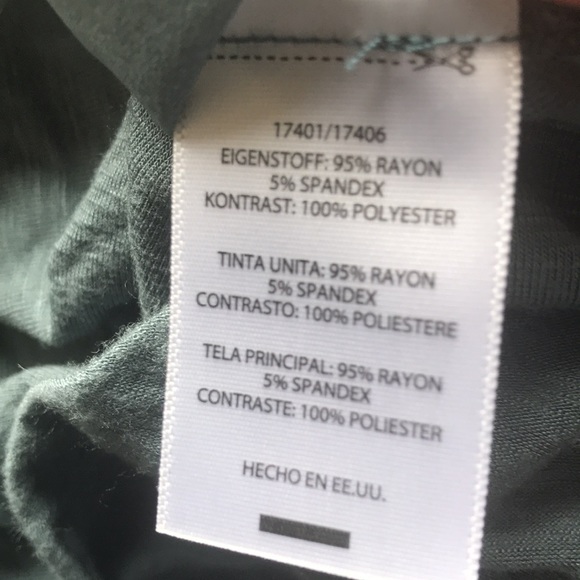 17401/17406
EIGENSTOFF: 95% RAYON
5% SPANDEX
KONTRAST: 100% POLYESTER
TINTA UNITA: 95% RAYON
5% SPANDEX
CONTRASTO: 100% POLIESTERE
TELA PRINCIPAL: 95% RAYON
5% SPANDEX
CONTRASTE: 100% POLIESTER
HECHO EN EE.UU.